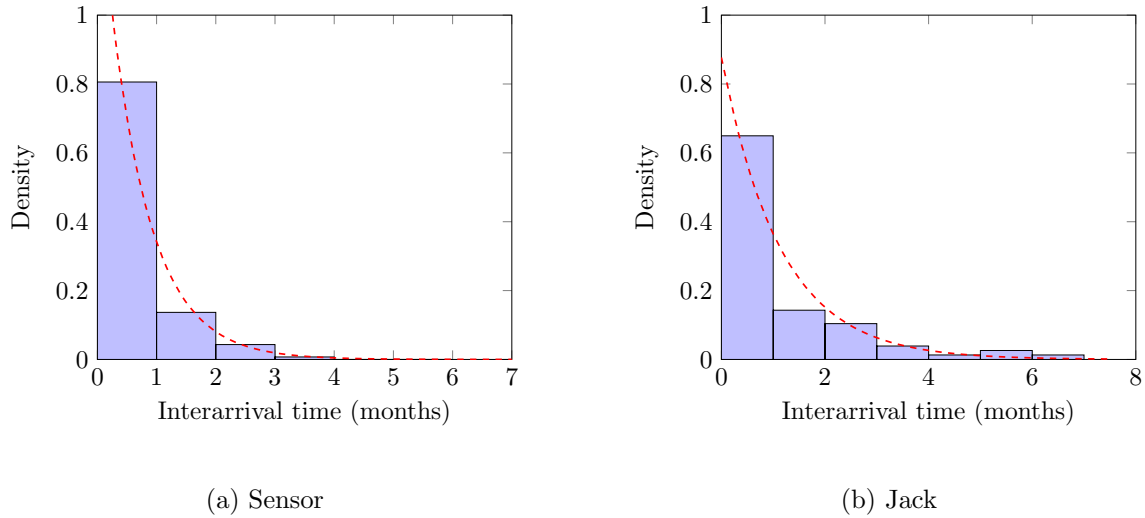 1
0.8
0.6
0.4
0.2
0
Density
0 1 2 3 4 5 6 7
Interarrival time (months)
(a) Sensor
1
0.8
0.6
0.4
0.2
0
Density
0 2 4 6 8
Interarrival time (months)
(b) Jack